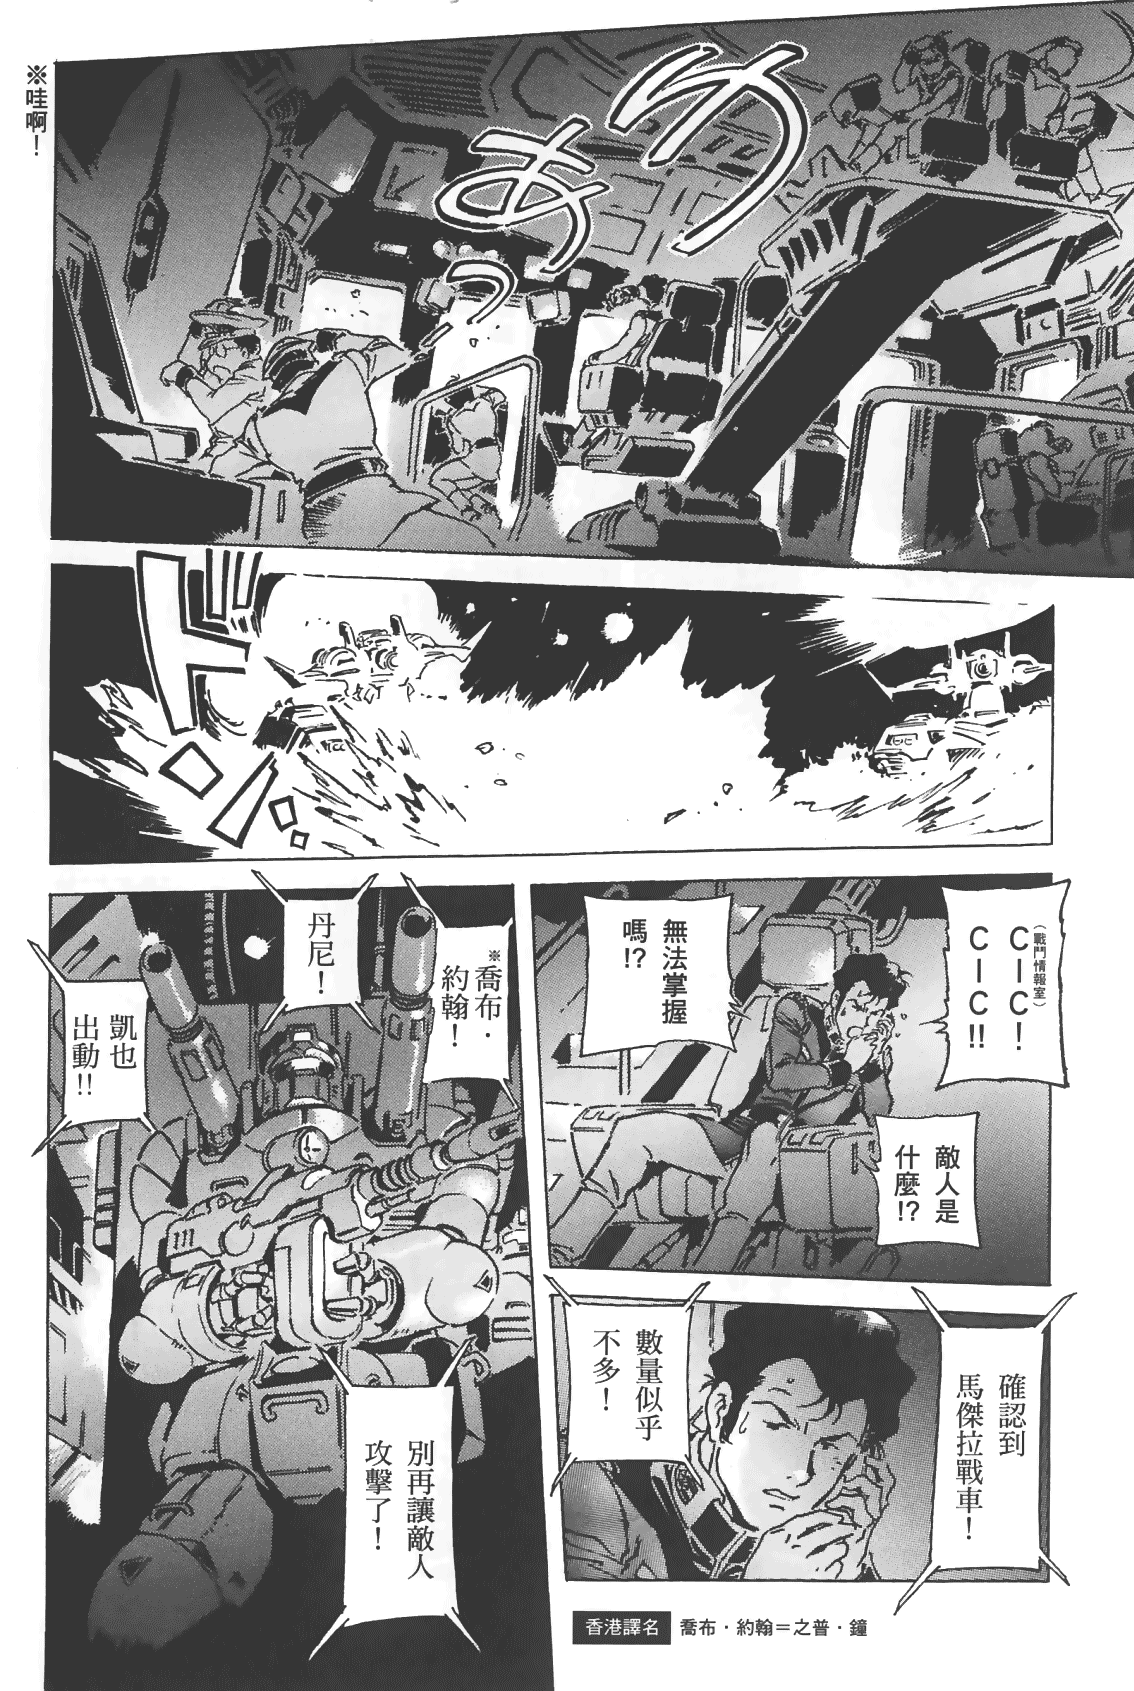 ※哇啊！
ゆ
あっ
ド
ド
ＣＩＣ！
（戰鬥情報室）
ＣＩＣ!!
無法掌握
嗎!?
敵人是
什麼!?
確認到
馬傑拉戰車！
數量似乎
不多！
※喬布·
約翰！
丹尼！
凱也
出動!!
別再讓敵人
攻擊了！
香港譯名 喬布·約翰＝之普·鐘